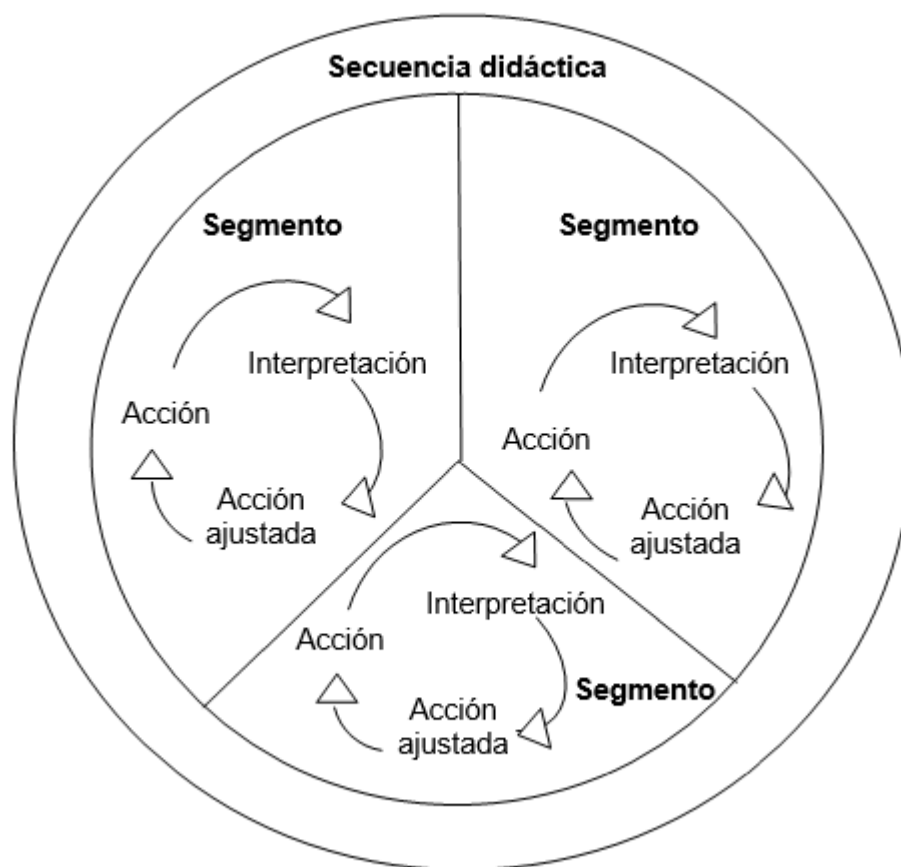 Secuencia didáctica
Segmento
Interpretación
Acción
Acción
ajustada
Segmento
Interpretación
Acción
Acción
ajustada
Interpretación
Acción
Segmento
Acción
ajustada